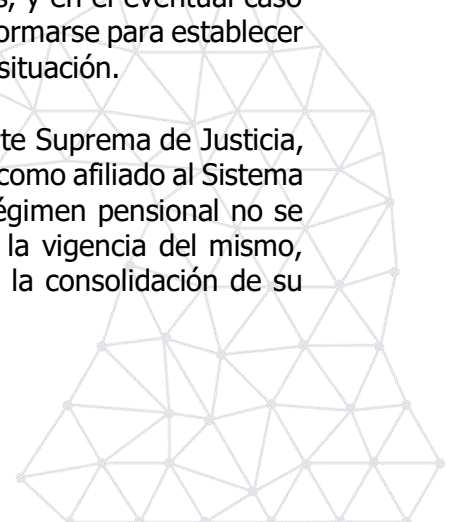 s, y en el eventual caso
ormarse para establecer
situación.
te Suprema de Justicia,
como afiliado al Sistema
égimen pensional no se
la vigencia del mismo,
la consolidación de su